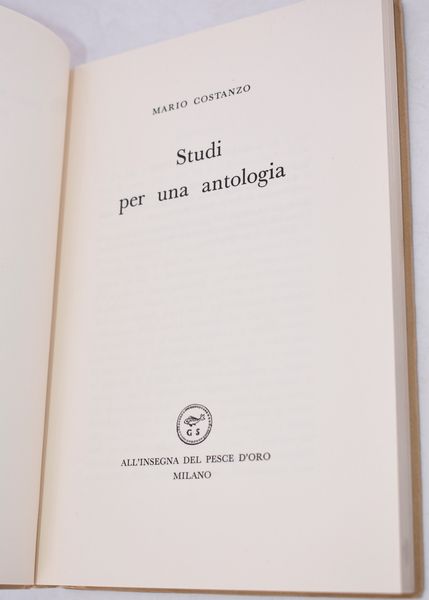 MARIO COSTANZO
Studi
per una antologia
G S
ALL'INSEGNA DEL PESCE D'ORO
MILANO